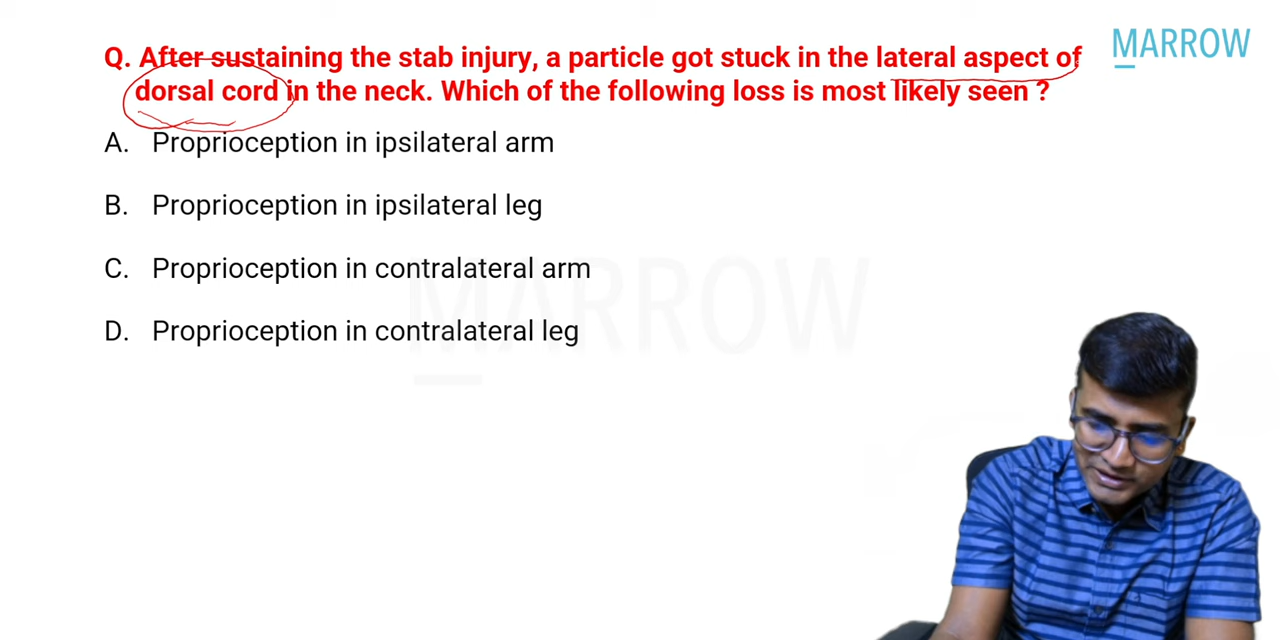 MARROW
Q. After sustaining the stab injury, a particle got stuck in the lateral aspect of
dorsal cord in the neck. Which of the following loss is most likely seen ?
A. Proprioception in ipsilateral arm
B. Proprioception in ipsilateral leg
C. Proprioception in contralateral arm
D. Proprioception in contralateral leg
MARROW